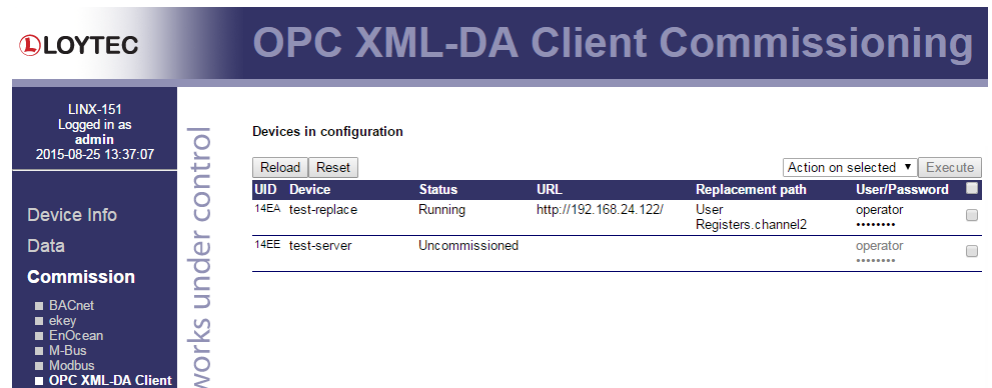 LOYTEC
OPC XML-DA Client Commissioning
LINX-151
Logged in as
admin
2015-08-25 13:37:07
Device Info
Data
Commission
BACnet
ekey
EnOcean
M-Bus
Modbus
OPC XML-DA Client
works under control
Devices in configuration
Reload Reset Action on selected ▼ Execute
UID Device Status URL Replacement path User/Password
14EA test-replace Running http://192.168.24.122/ User operator
Registers.channel2 ••••••••
14EE test-server Uncommissioned operator
••••••••